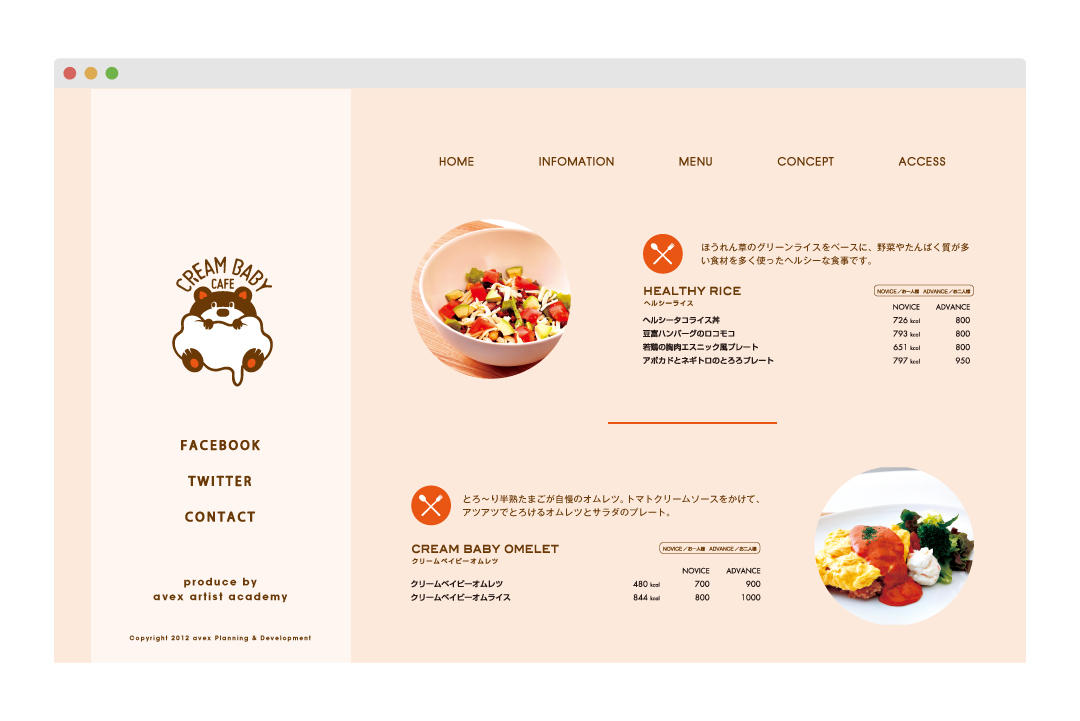 CREAM BABY
CAFE
FACEBOOK
TWITTER
CONTACT
produce by
avex artist academy
Copyright 2012 avex Planning & Development
HOME INFOMATION MENU CONCEPT ACCESS
ほうれん草のグリーンライスをベースに、野菜やたんぱく質が多
い食材を多く使ったヘルシーな食事です。
HEALTHY RICE
ヘルシーライス
NOVICE／お一人様 ADVANCE／お二人様
NOVICE ADVANCE
ヘルシータコライス丼 726 kcal 800
豆富ハンバーグのロコモコ 793 kcal 800
若鶏の胸肉エスニック風プレート 651 kcal 800
アボカドとネギトロのとろろプレート 797 kcal 950
とろ〜り半熟たまごが自慢のオムレツ。トマトクリームソースをかけて、
アツアツでとろけるオムレツとサラダのプレート。
CREAM BABY OMELET
クリームベイビーオムレツ
NOVICE／お一人様 ADVANCE／お二人様
NOVICE ADVANCE
クリームベイビーオムレツ 480 kcal 700 900
クリームベイビーオムライス 844 kcal 800 1000